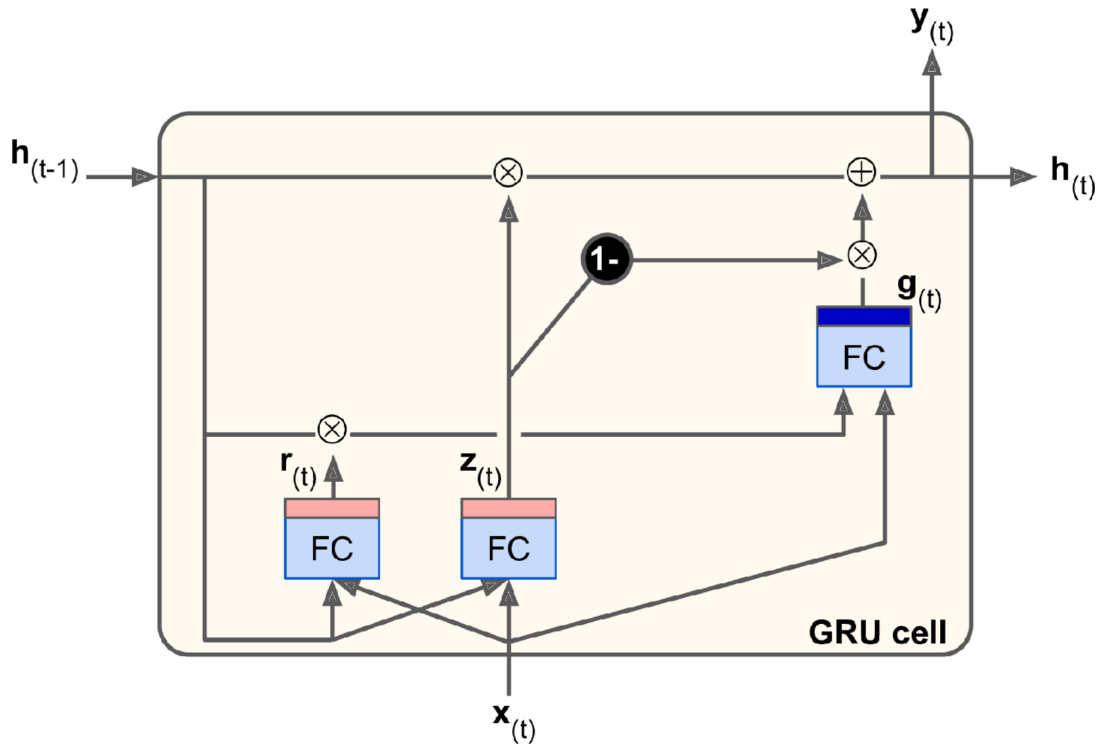 y(t)
h(t-1)
h(t)
1-
g(t)
FC
r(t)
z(t)
FC
FC
GRU cell
x(t)